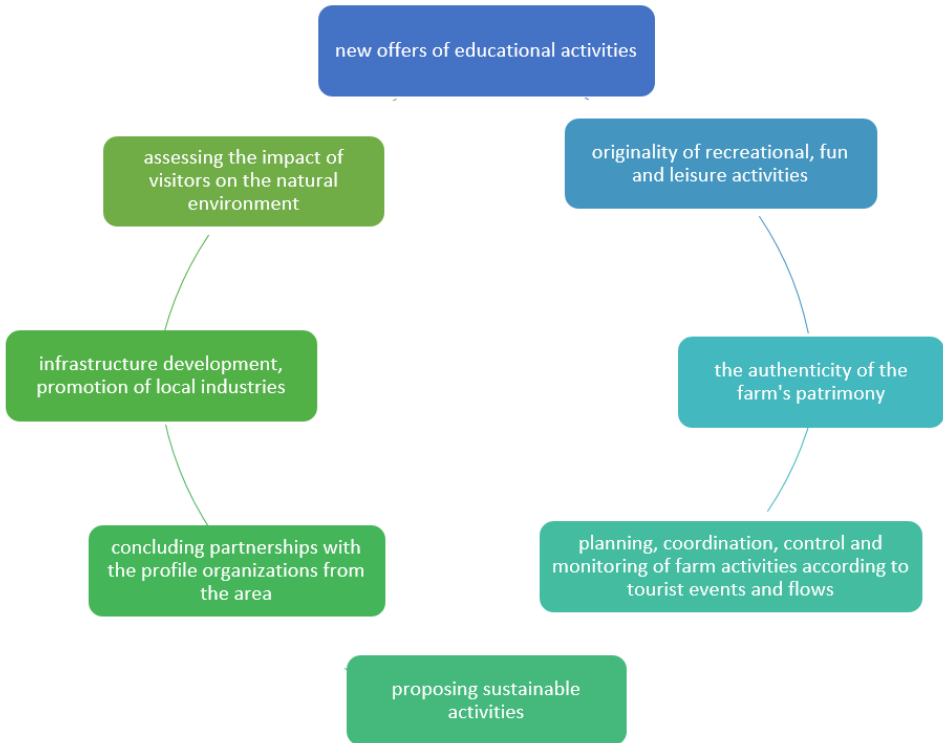 new offers of educational activities
originality of recreational, fun
and leisure activities
the authenticity of the
farm's patrimony
planning, coordination, control and
monitoring of farm activities according to
tourist events and flows
proposing sustainable
activities
concluding partnerships with
the profile organizations from
the area
infrastructure development,
promotion of local industries
assessing the impact of
visitors on the natural
environment